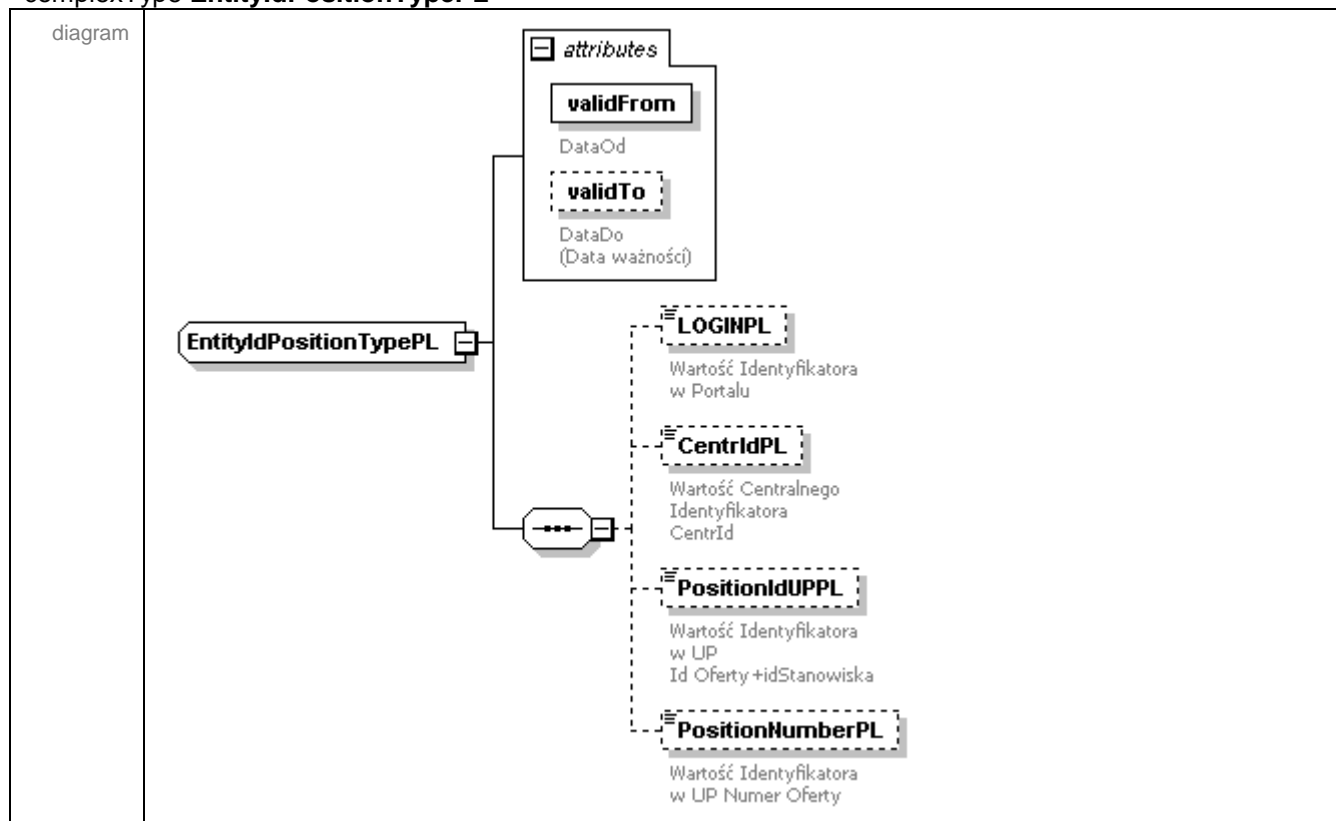 complexType EntityIdPositionTypePL
diagram
attributes
validFrom
DataOd
validTo
DataDo
(Data ważności)
EntityIdPositionTypePL
LOGINPL
Wartość Identyfikatora
w Portalu
CentrIdPL
Wartość Centralnego
Identyfikatora
CentrId
PositionIdUPPL
Wartość Identyfikatora
w UP
Id Oferty+idStanowiska
PositionNumberPL
Wartość Identyfikatora
w UP Numer Oferty